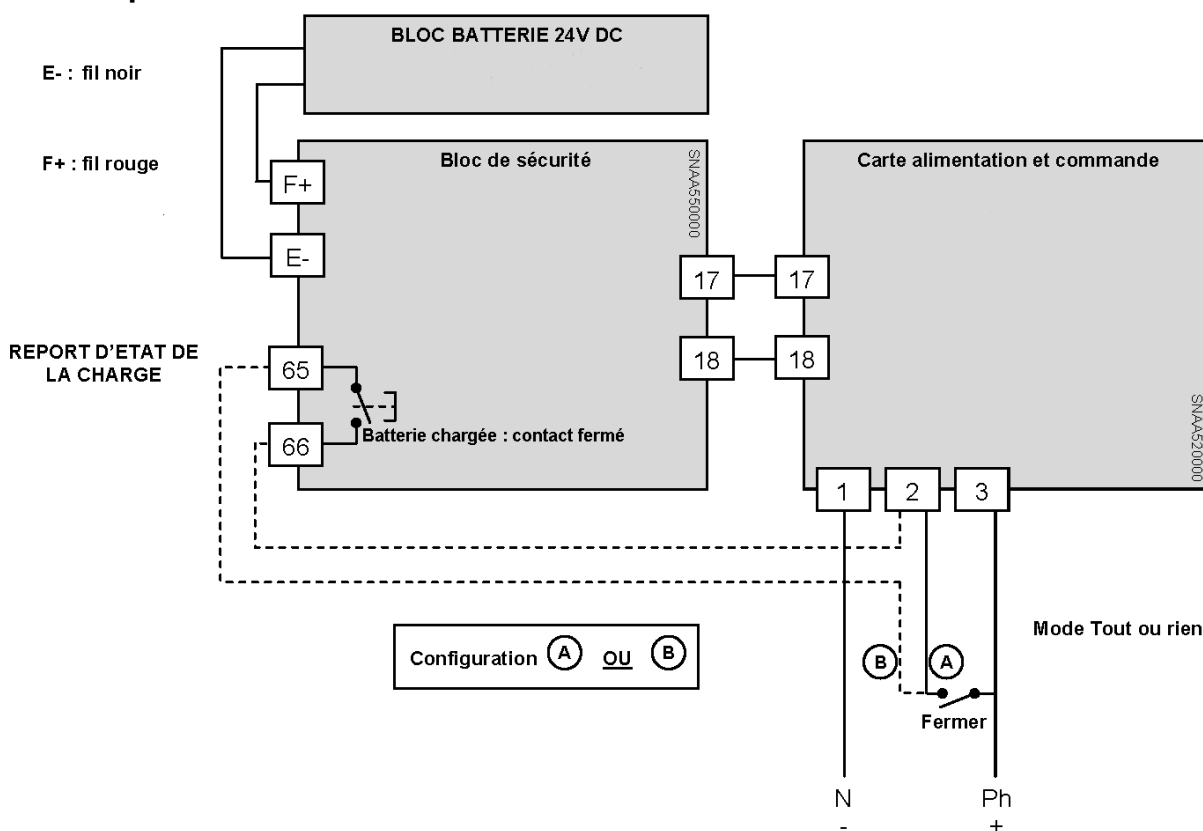 BLOC BATTERIE 24V DC
E- : fil noir
F+ : fil rouge
Bloc de sécurité
SNAA550000
Carte alimentation et commande
F+
E-
17
17
18
18
REPORT D'ETAT DE
LA CHARGE
65
66
Batterie chargée : contact fermé
SNAA520000
1
2
3
Mode Tout ou rien
Configuration A OU B
B
A
Fermer
N
Ph
-
+